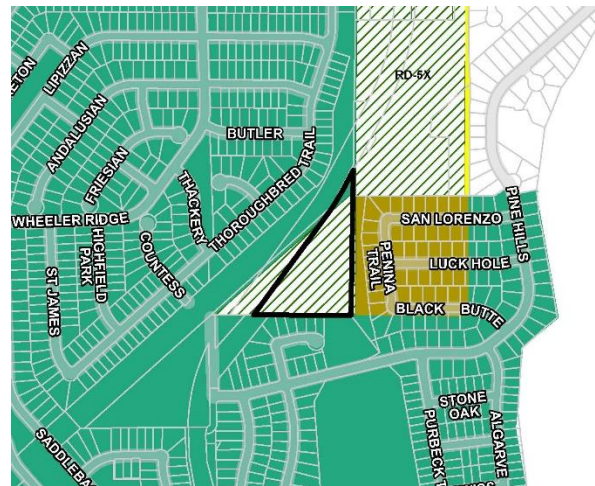 ETON
LIPIZZAN
RD-5X
ANDALUSIAN
BUTLER
FRIESIAN
THACKERY
THOROUGHBRED TRAIL
WHEELER RIDGE
HIGHFIELD
PARK
COUNTESS
ST JAMES
SAN LORENZO
PINE HILLS
PENINA
TRAIL
LUCK HOLE
BLACK BUTTE
STONE
OAK
PURBECK
ALGARVE
SADDLEBA